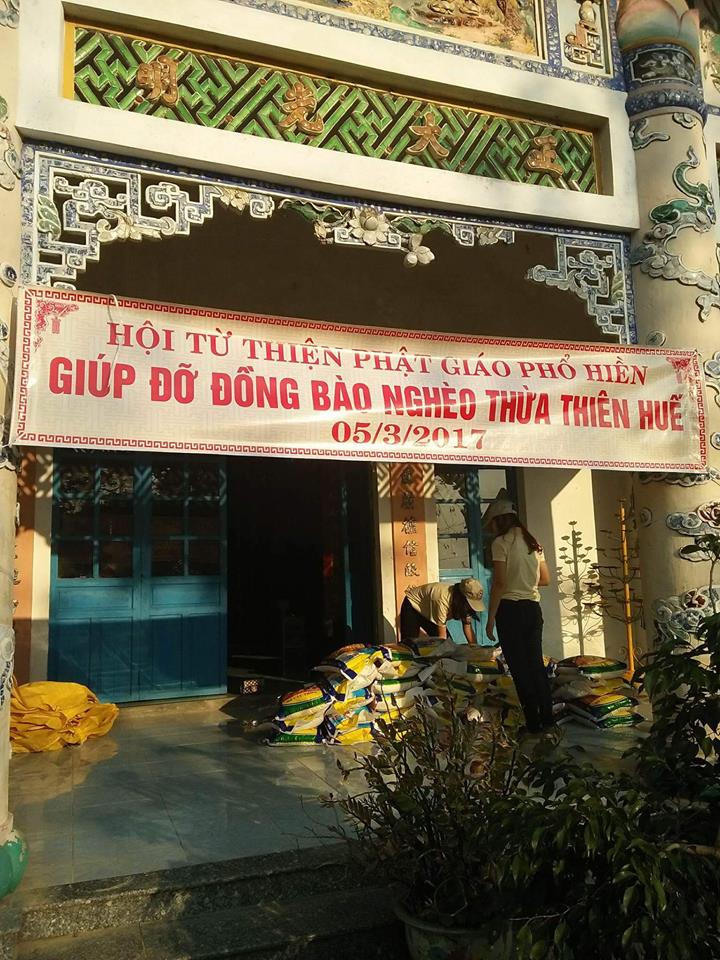 明光大王
HỘI TỪ THIỆN PHẬT GIÁO PHỔ HIỀN
GIÚP ĐỠ ĐỒNG BÀO NGHÈO THỪA THIÊN HUẾ
05/3/2017